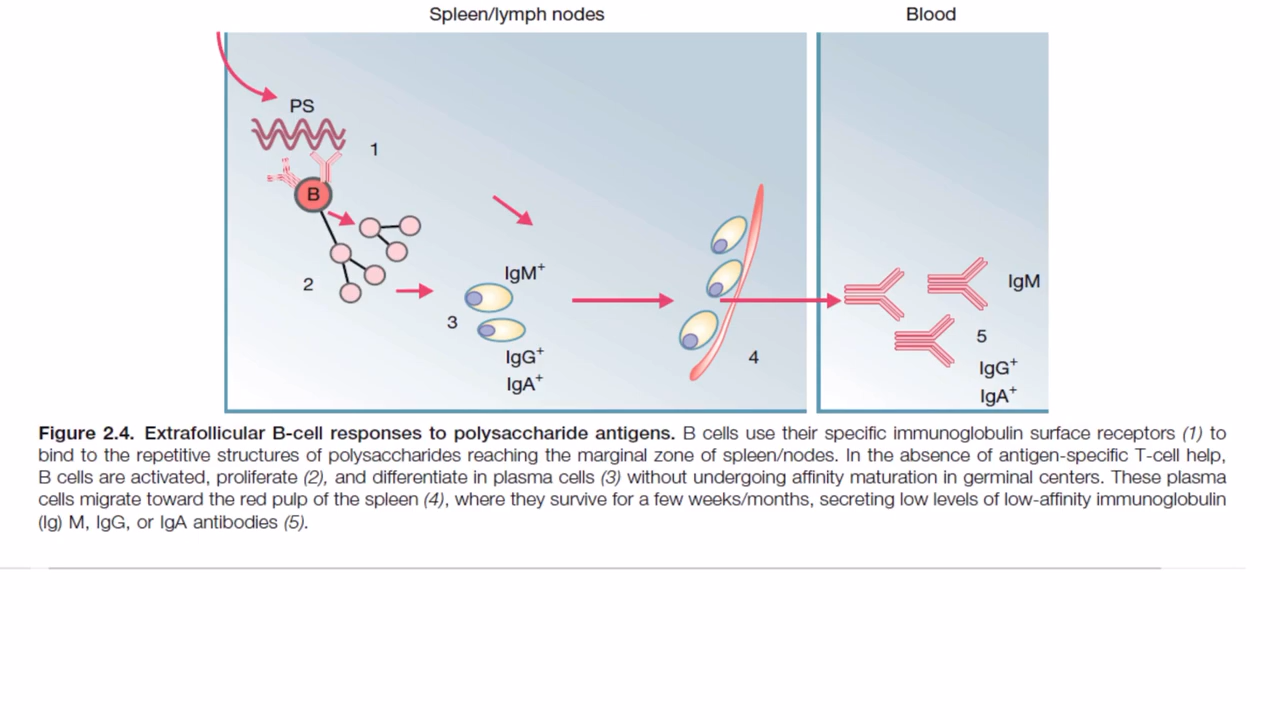 Spleen/lymph nodes
Blood
PS
1
B
2
IgM+
3
IgG+
IgA+
4
IgM
5
IgG+
IgA+
Figure 2.4. Extrafollicular B-cell responses to polysaccharide antigens. B cells use their specific immunoglobulin surface receptors (1) to
bind to the repetitive structures of polysaccharides reaching the marginal zone of spleen/nodes. In the absence of antigen-specific T-cell help,
B cells are activated, proliferate (2), and differentiate in plasma cells (3) without undergoing affinity maturation in germinal centers. These plasma
cells migrate toward the red pulp of the spleen (4), where they survive for a few weeks/months, secreting low levels of low-affinity immunoglobulin
(Ig) M, IgG, or IgA antibodies (5).